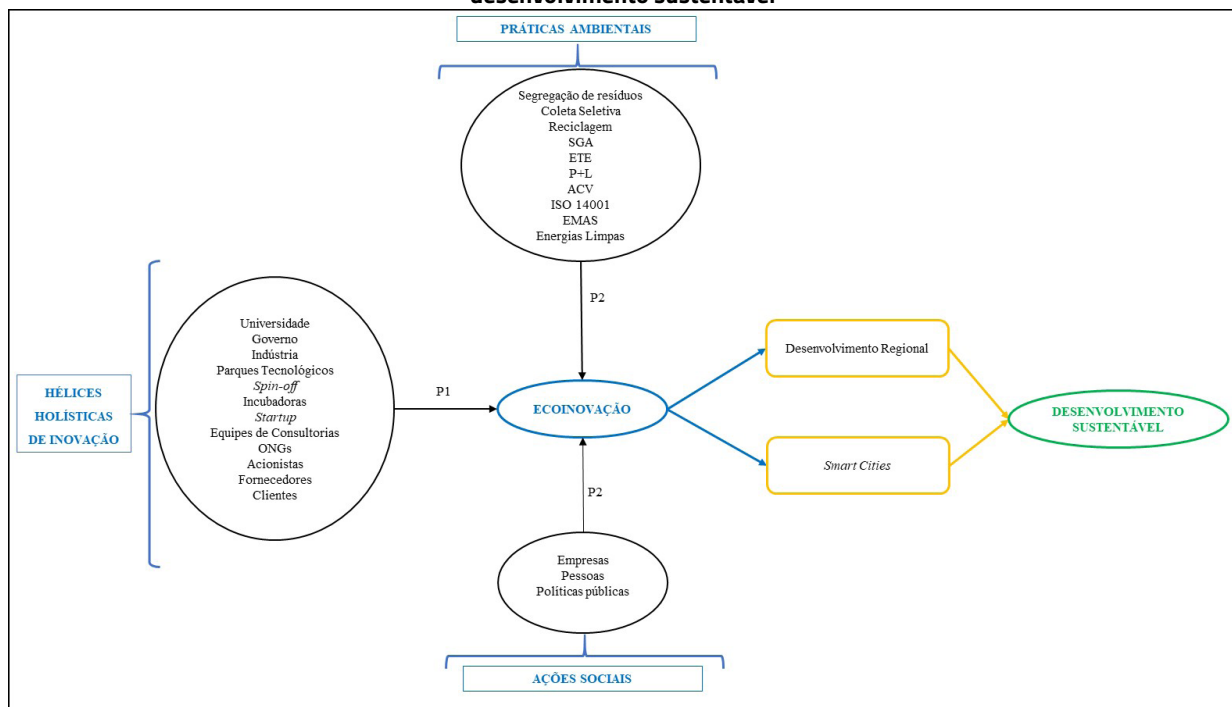 desenvolvimento sustentável
PRÁTICAS AMBIENTAIS
Segregação de resíduos
Coleta Seletiva
Reciclagem
SGA
ETE
P+L
ACV
ISO 14001
EMAS
Energias Limpas
P2
HÉLICES
HOLÍSTICAS
DE INOVAÇÃO
Universidade
Governo
Indústria
Parques Tecnológicos
Spin-off
Incubadoras
Startup
Equipes de Consultorias
ONGs
Acionistas
Fornecedores
Clientes
P1
ECOINOVAÇÃO
Desenvolvimento Regional
Smart Cities
DESENVOLVIMENTO
SUSTENTÁVEL
P2
Empresas
Pessoas
Políticas públicas
AÇÕES SOCIAIS